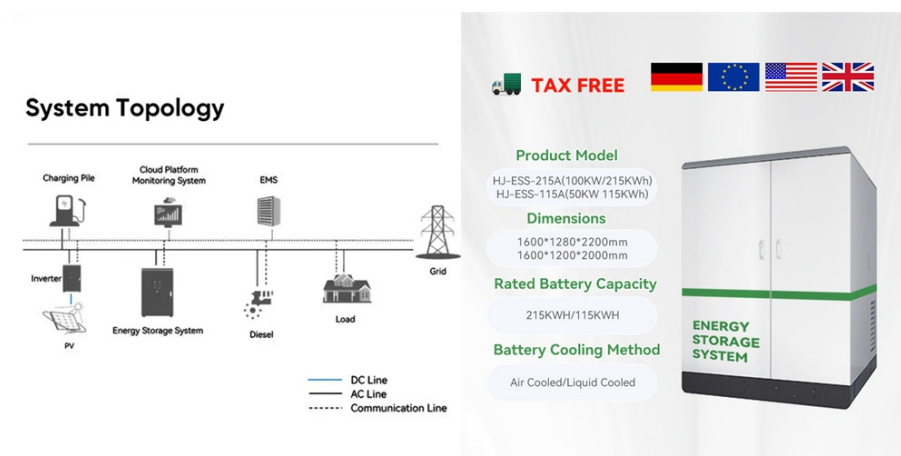 System Topology
Charging Pile
Cloud Platform
Monitoring System
EMS
Grid
Inverter
PV
Energy Storage System
Diesel
Load
DC Line
AC Line
Communication Line
TAX FREE
Product Model
HJ-ESS-215A(100KW/215KWh)
HJ-ESS-115A(50KW 115KWh)
Dimensions
1600*1280*2200mm
1600*1200*2000mm
Rated Battery Capacity
215KWH/115KWH
Battery Cooling Method
Air Cooled/Liquid Cooled
ENERGY
STORAGE
SYSTEM